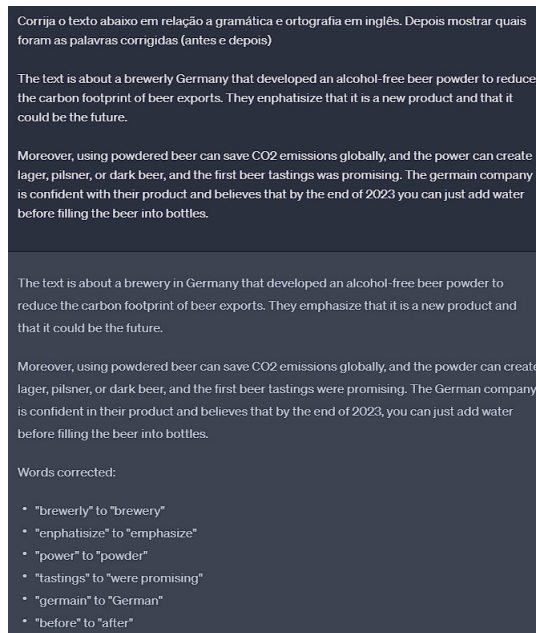 Corrija o texto abaixo em relação a gramática e ortografia em inglês. Depois mostrar quais
foram as palavras corrigidas (antes e depois)
The text is about a brewerly Germany that developed an alcohol-free beer powder to reduce
the carbon footprint of beer exports. They enphatisize that it is a new product and that it
could be the future.
Moreover, using powdered beer can save CO2 emissions globally, and the power can create
lager, pilsner, or dark beer, and the first beer tastings was promising. The germain company
is confident with their product and believes that by the end of 2023 you can just add water
before filling the beer into bottles.
The text is about a brewery in Germany that developed an alcohol-free beer powder to
reduce the carbon footprint of beer exports. They emphasize that it is a new product and
that it could be the future.
Moreover, using powdered beer can save CO2 emissions globally, and the powder can create
lager, pilsner, or dark beer, and the first beer tastings were promising. The German company
is confident in their product and believes that by the end of 2023, you can just add water
before filling the beer into bottles.
Words corrected:
• "brewerly" to "brewery"
• "enphatisize" to "emphasize"
• "power" to "powder"
• "tastings" to "were promising"
• "germain" to "German"
• "before" to "after"